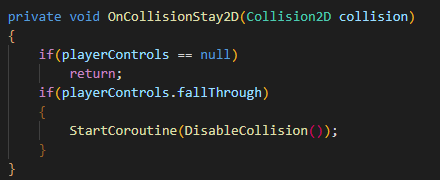 private void OnCollisionStay2D(Collision2D collision)
{
    if(playerControls == null)
        return;
    if(playerControls.fallThrough)
    {
        StartCoroutine(DisableCollision());
    }
}